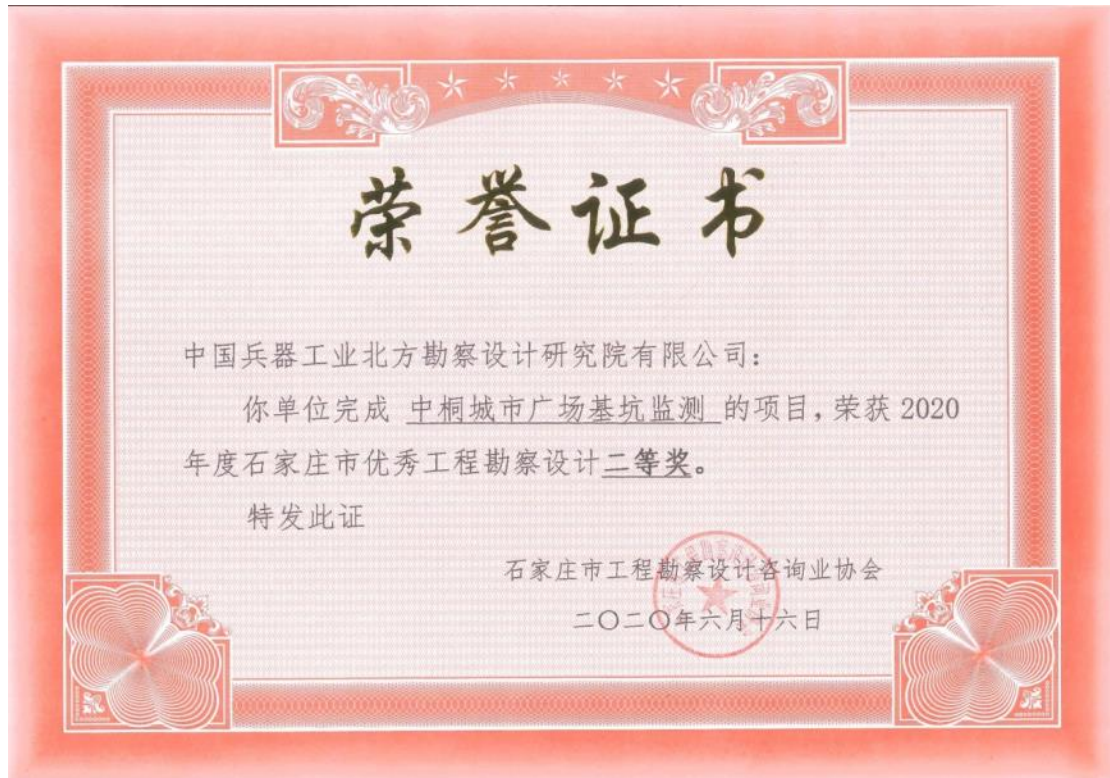 荣誉证书
中国兵器工业北方勘察设计研究院有限公司：
你单位完成 中桐城市广场基坑监测 的项目，荣获 2020
年度石家庄市优秀工程勘察设计二等奖。
特发此证
石家庄市工程勘察设计咨询业协会
二〇二〇年六月十六日